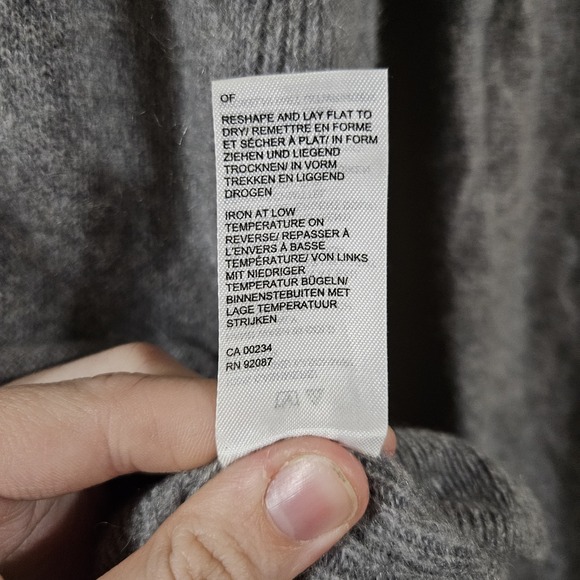 OF
RESHAPE AND LAY FLAT TO
DRY/ REMETTRE EN FORME
ET SÉCHER À PLAT/ IN FORM
ZIEHEN UND LIEGEND
TROCKNEN/ IN VORM
TREKKEN EN LIGGEND
DROGEN
IRON AT LOW
TEMPERATURE ON
REVERSE/ REPASSER À
L'ENVERS À BASSE
TEMPÉRATURE/ VON LINKS
MIT NIEDRIGER
TEMPERATUR BÜGELN/
BINNENSTEBUITEN MET
LAGE TEMPERATUUR
STRIJKEN
CA 00234
RN 92087